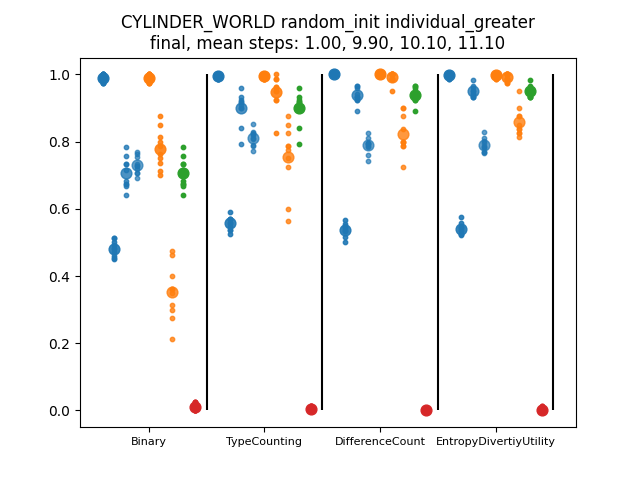 CYLINDER_WORLD random_init individual_greater
final, mean steps: 1.00, 9.90, 10.10, 11.10
1.0
0.8
0.6
0.4
0.2
0.0
Binary TypeCounting DifferenceCount EntropyDivertiyUtility